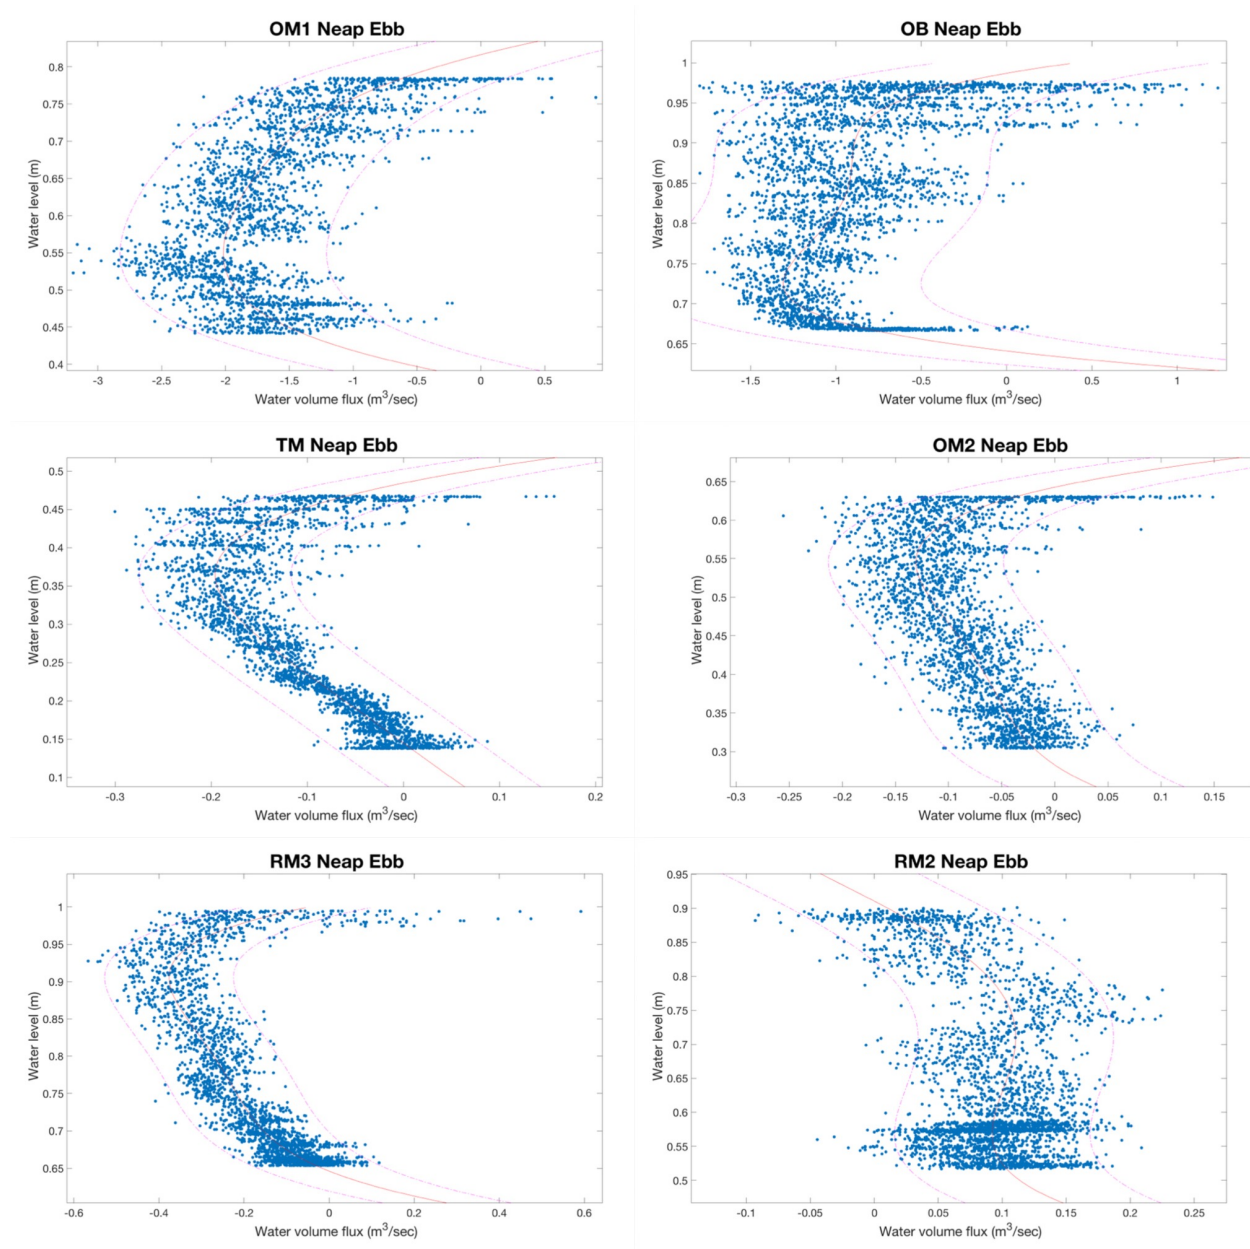 OM1 Neap Ebb
0.8
0.75
0.7
0.65
0.6
0.55
0.5
0.45
0.4
Water level (m)
-3 -2.5 -2 -1.5 -1 -0.5 0 0.5
Water volume flux (m³/sec)
OB Neap Ebb
1
0.95
0.9
0.85
0.8
0.75
0.7
0.65
Water level (m)
-1.5 -1 -0.5 0 0.5 1
Water volume flux (m³/sec)
TM Neap Ebb
0.5
0.45
0.4
0.35
0.3
0.25
0.2
0.15
0.1
Water level (m)
-0.3 -0.2 -0.1 0 0.1 0.2
Water volume flux (m³/sec)
OM2 Neap Ebb
0.65
0.6
0.55
0.5
0.45
0.4
0.35
0.3
Water level (m)
-0.3 -0.25 -0.2 -0.15 -0.1 -0.05 0 0.05 0.1 0.15
Water volume flux (m³/sec)
RM3 Neap Ebb
1
0.95
0.9
0.85
0.8
0.75
0.7
0.65
Water level (m)
-0.6 -0.4 -0.2 0 0.2 0.4 0.6
Water volume flux (m³/sec)
RM2 Neap Ebb
0.95
0.9
0.85
0.8
0.75
0.7
0.65
0.6
0.55
0.5
Water level (m)
-0.1 -0.05 0 0.05 0.1 0.15 0.2 0.25
Water volume flux (m³/sec)